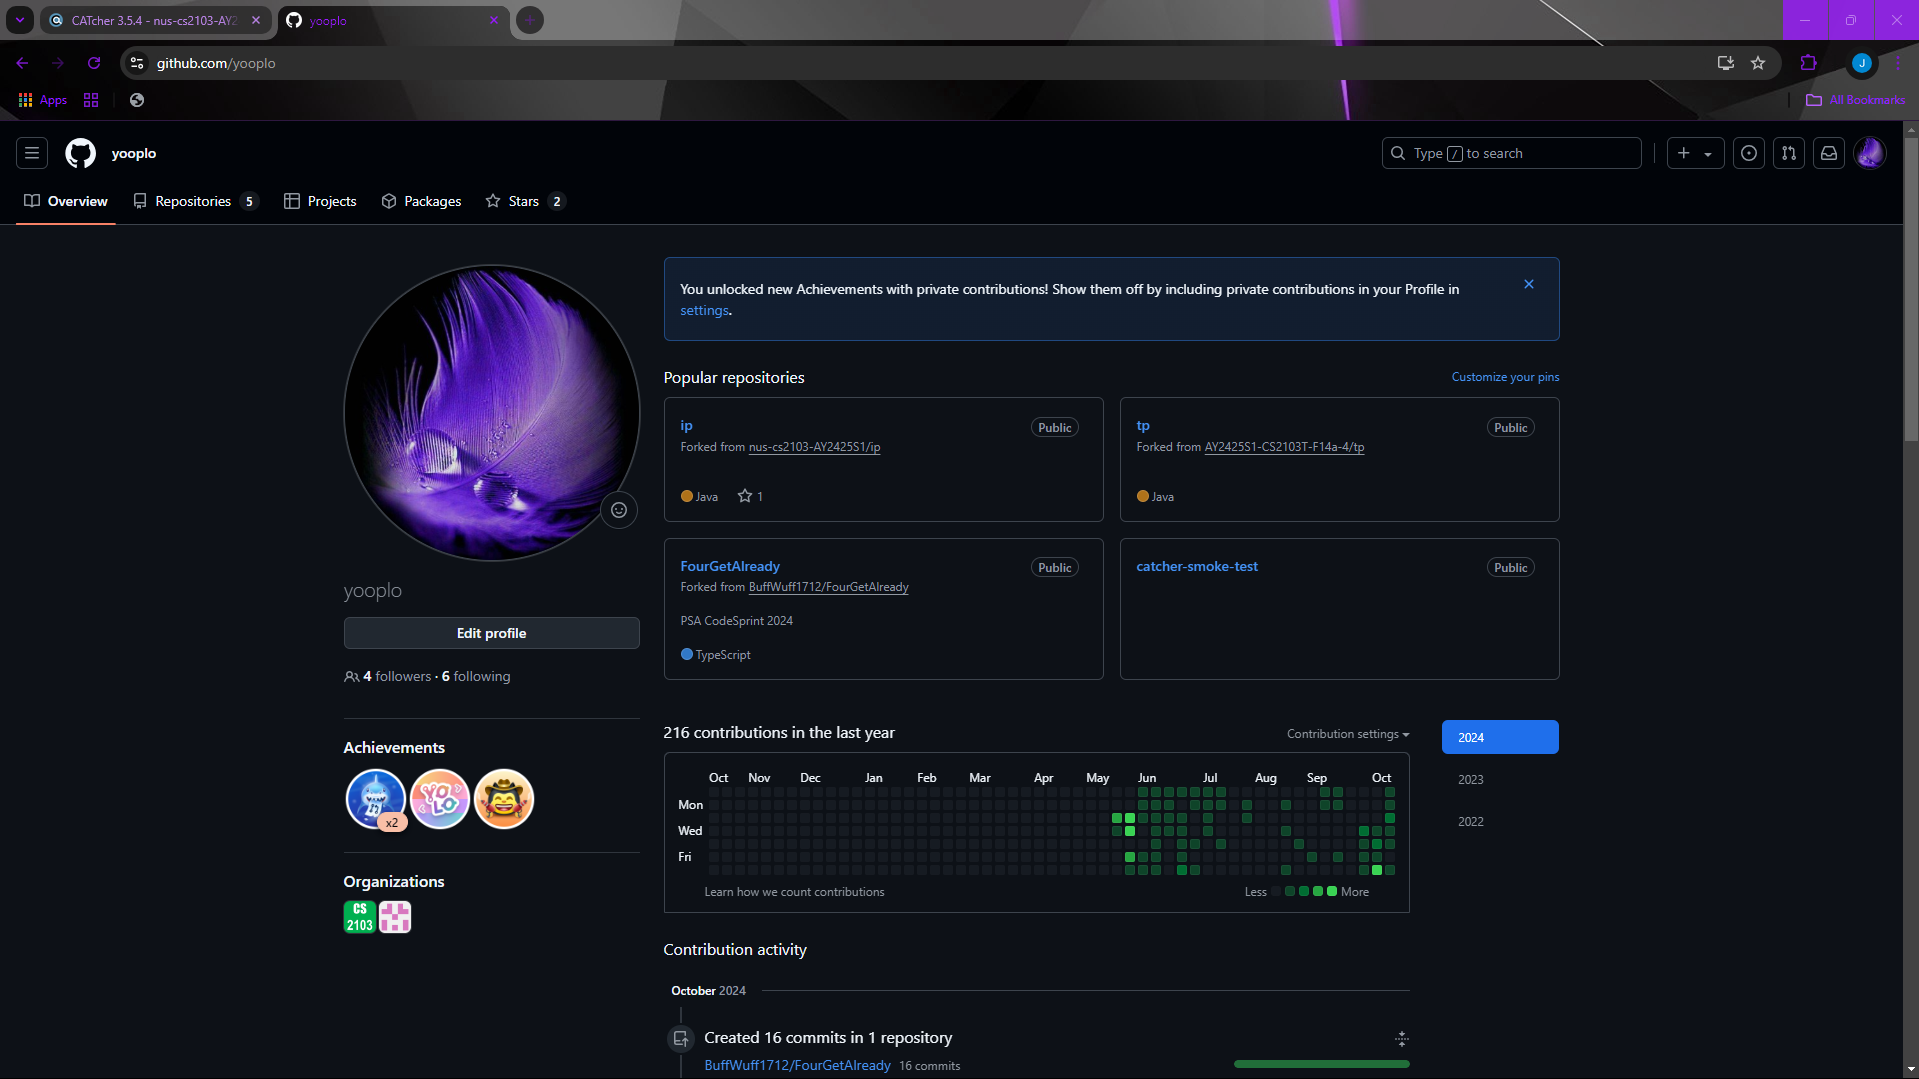 CATcher 3.5.4 - nus-cs2103-AY2
yooplo
github.com/yooplo
J
Apps
All Bookmarks
yooplo
Type / to search
Overview
Repositories 5
Projects
Packages
Stars 2
You unlocked new Achievements with private contributions! Show them off by including private contributions in your Profile in
settings.
Popular repositories
Customize your pins
ip
Public
Forked from nus-cs2103-AY2425S1/ip
Java
1
tp
Public
Forked from AY2425S1-CS2103T-F14a-4/tp
Java
FourGetAlready
Public
Forked from BuffWuff1712/FourGetAlready
PSA CodeSprint 2024
TypeScript
catcher-smoke-test
Public
yooplo
Edit profile
4 followers · 6 following
Achievements
x2
YOLO
Organizations
CS
2103
216 contributions in the last year
Contribution settings
2024
2023
2022
Oct Nov Dec Jan Feb Mar Apr May Jun Jul Aug Sep Oct
Mon
Wed
Fri
Learn how we count contributions
Less
More
Contribution activity
October 2024
Created 16 commits in 1 repository
BuffWuff1712/FourGetAlready 16 commits